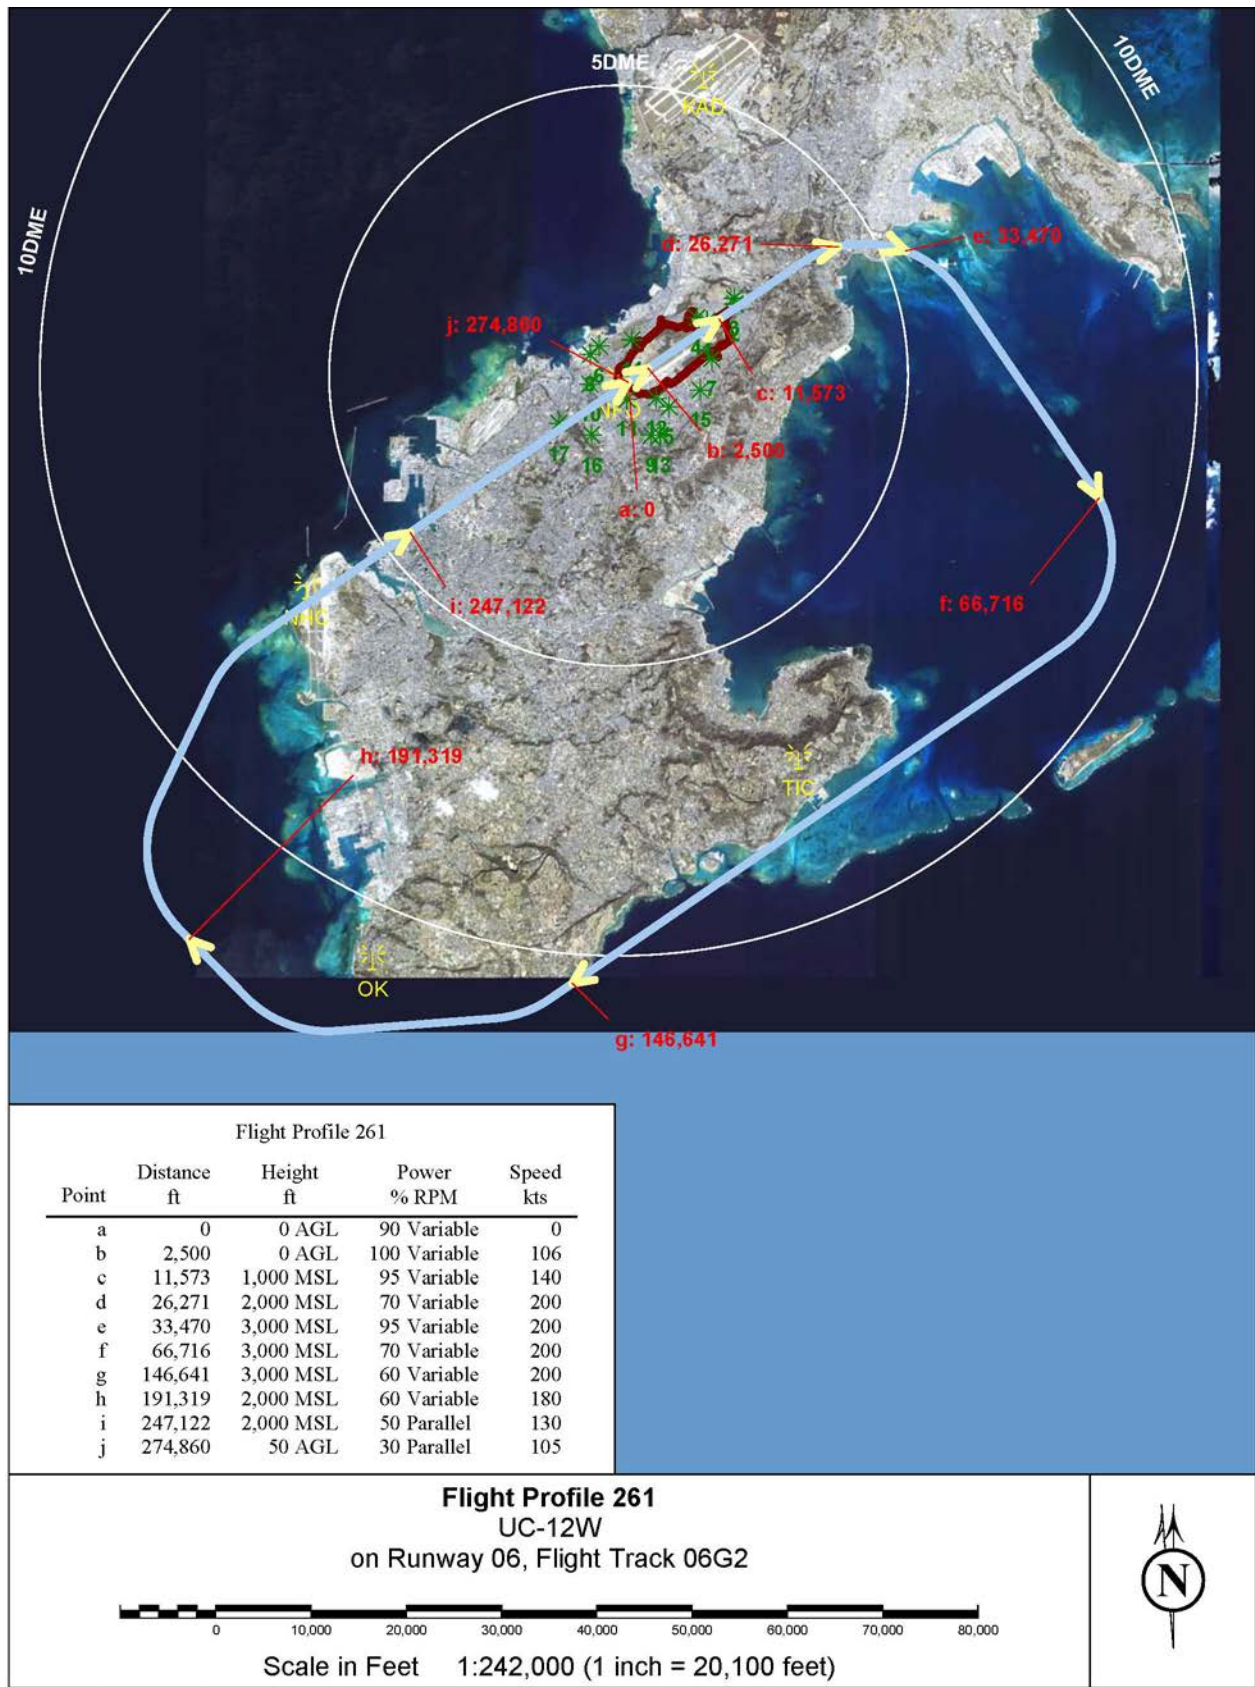 5DME
10DME
KAD
10DME
d: 26,271
e: 33,470
j: 274,860
c: 11,573
7
15
b: 2,500
11
17
16
9
13
a: 0
f: 66,716
i: 247,122
NHC
h: 191,319
TIC
OK
g: 146,641
Flight Profile 261
Point Distance ft Height ft Power % RPM Speed kts
a 0 0 AGL 90 Variable 0
b 2,500 0 AGL 100 Variable 106
c 11,573 1,000 MSL 95 Variable 140
d 26,271 2,000 MSL 70 Variable 200
e 33,470 3,000 MSL 95 Variable 200
f 66,716 3,000 MSL 70 Variable 200
g 146,641 3,000 MSL 60 Variable 200
h 191,319 2,000 MSL 60 Variable 180
i 247,122 2,000 MSL 50 Parallel 130
j 274,860 50 AGL 30 Parallel 105
Flight Profile 261
UC-12W
on Runway 06, Flight Track 06G2
0 10,000 20,000 30,000 40,000 50,000 60,000 70,000 80,000
Scale in Feet 1:242,000 (1 inch = 20,100 feet)
N